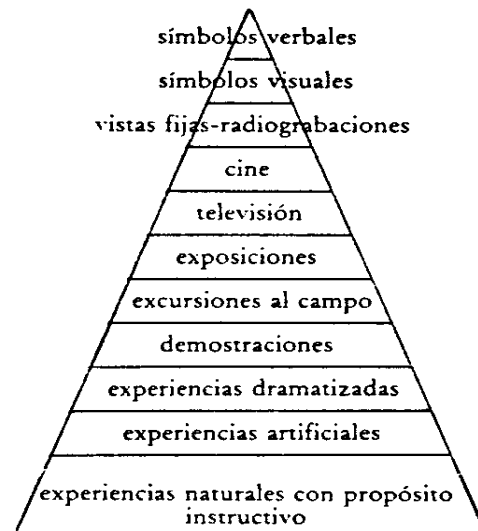 símbolos verbales
símbolos visuales
vistas fijas-radiograbaciones
cine
televisión
exposiciones
excursiones al campo
demostraciones
experiencias dramatizadas
experiencias artificiales
experiencias naturales con propósito
instructivo